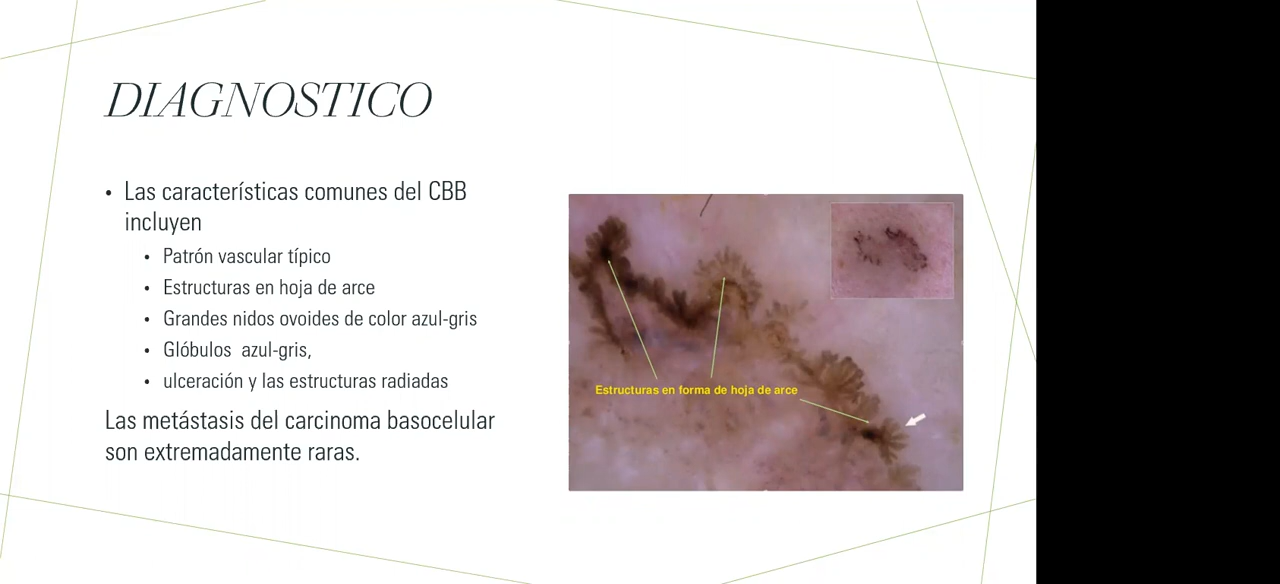 DIAGNOSTICO
• Las características comunes del CBB
incluyen
• Patrón vascular típico
• Estructuras en hoja de arce
• Grandes nidos ovoides de color azul-gris
• Glóbulos azul-gris,
• ulceración y las estructuras radiadas
Las metástasis del carcinoma basocelular
son extremadamente raras.
Estructuras en forma de hoja de arce